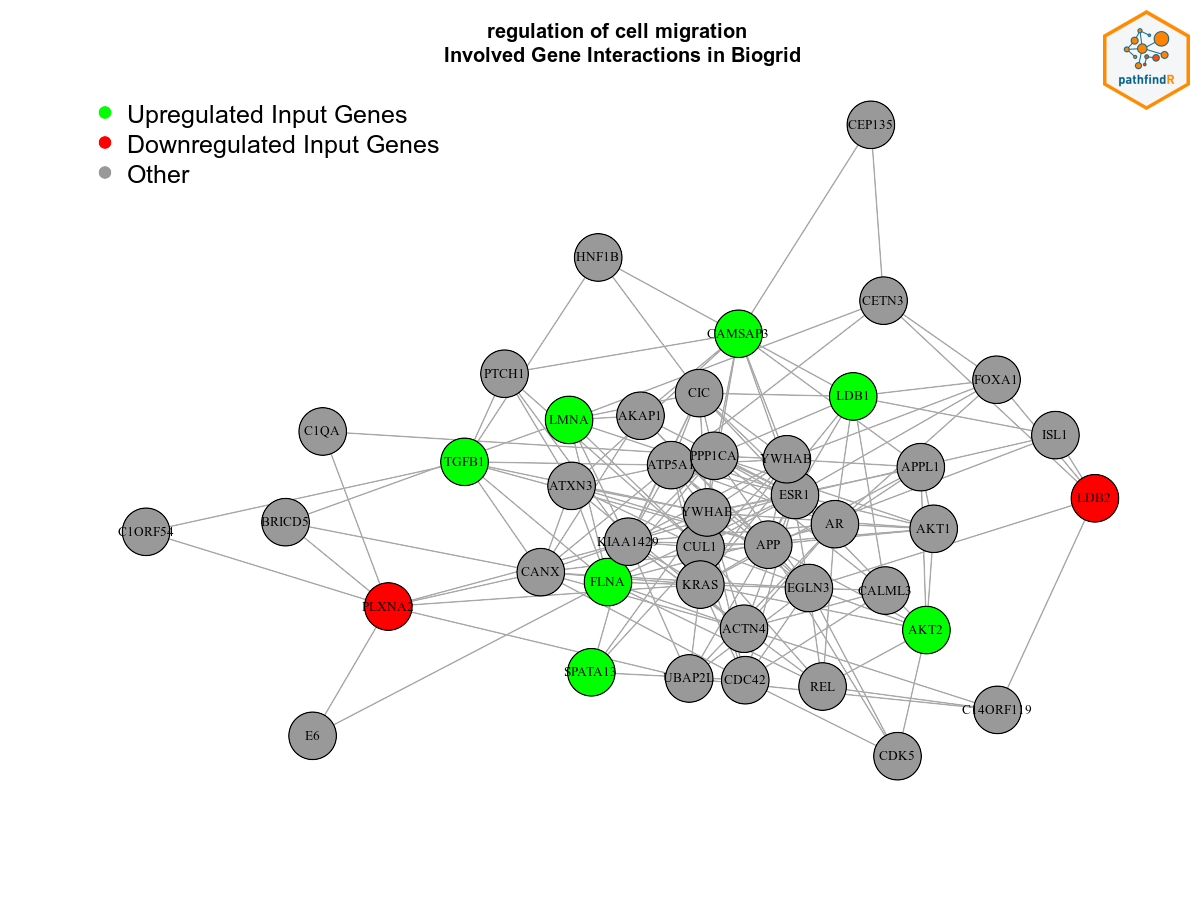 regulation of cell migration
Involved Gene Interactions in Biogrid
pathfindR
Upregulated Input Genes
Downregulated Input Genes
Other
CEP135
HNF1B
CETN3
CAMSAP3
PTCH1
FOXA1
CIC
LDB1
AKAP1
LMNA
C1QA
ISL1
TGFB1
ATP5A1
PPP1CA
YWHAB
APPL1
ATXN3
ESR1
LDB2
YWHAE
BRICD5
AR
AKT1
C1ORF54
KIAA1429
CUL1
APP
CANX
FLNA
KRAS
EGLN3
CALML3
PLXNA2
ACTN4
AKT2
SPATA13
UBAP2L
CDC42
REL
C14ORF119
E6
CDK5